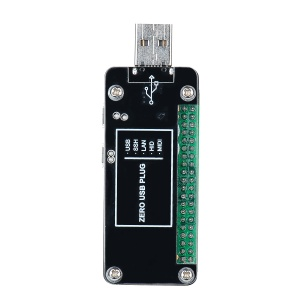 · USB
· SSH
· LAN
· HID
· MIDI
ZERO USB PLUG